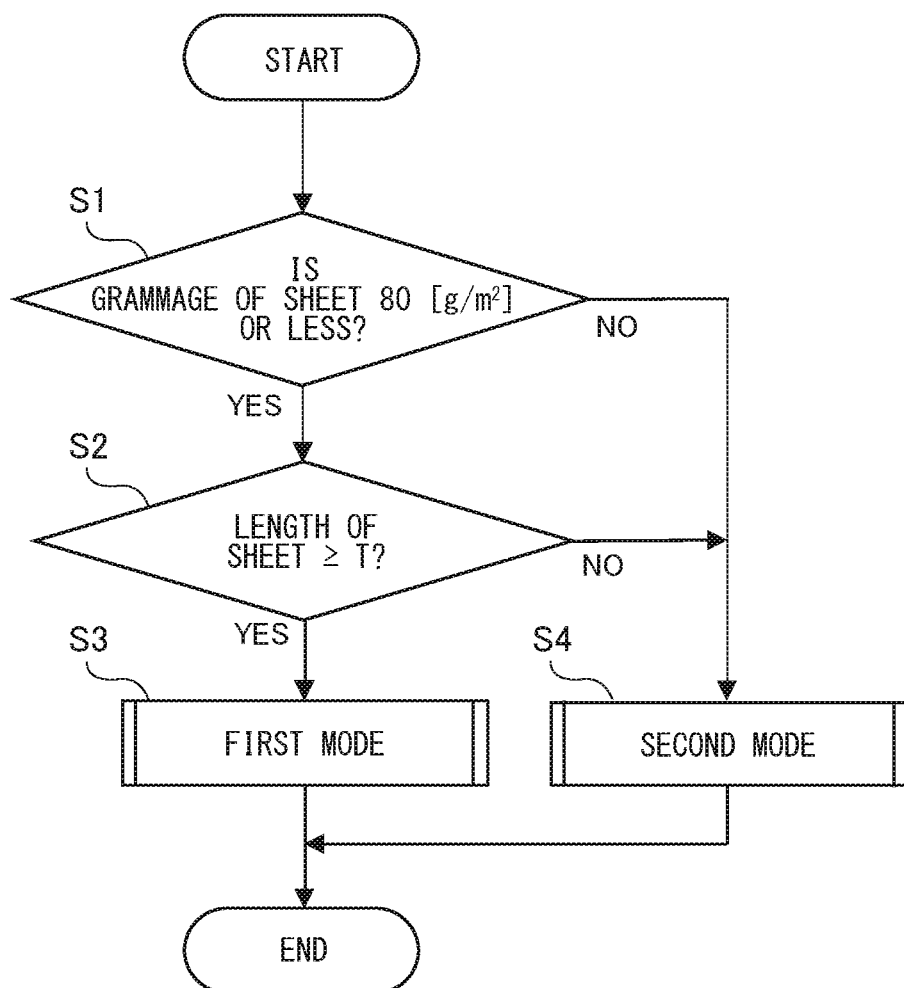 START
S1
IS
GRAMMAGE OF SHEET 80 [g/m²]
OR LESS?
NO
YES
S2
LENGTH OF
SHEET ≥ T?
NO
YES
S3
FIRST MODE
S4
SECOND MODE
END